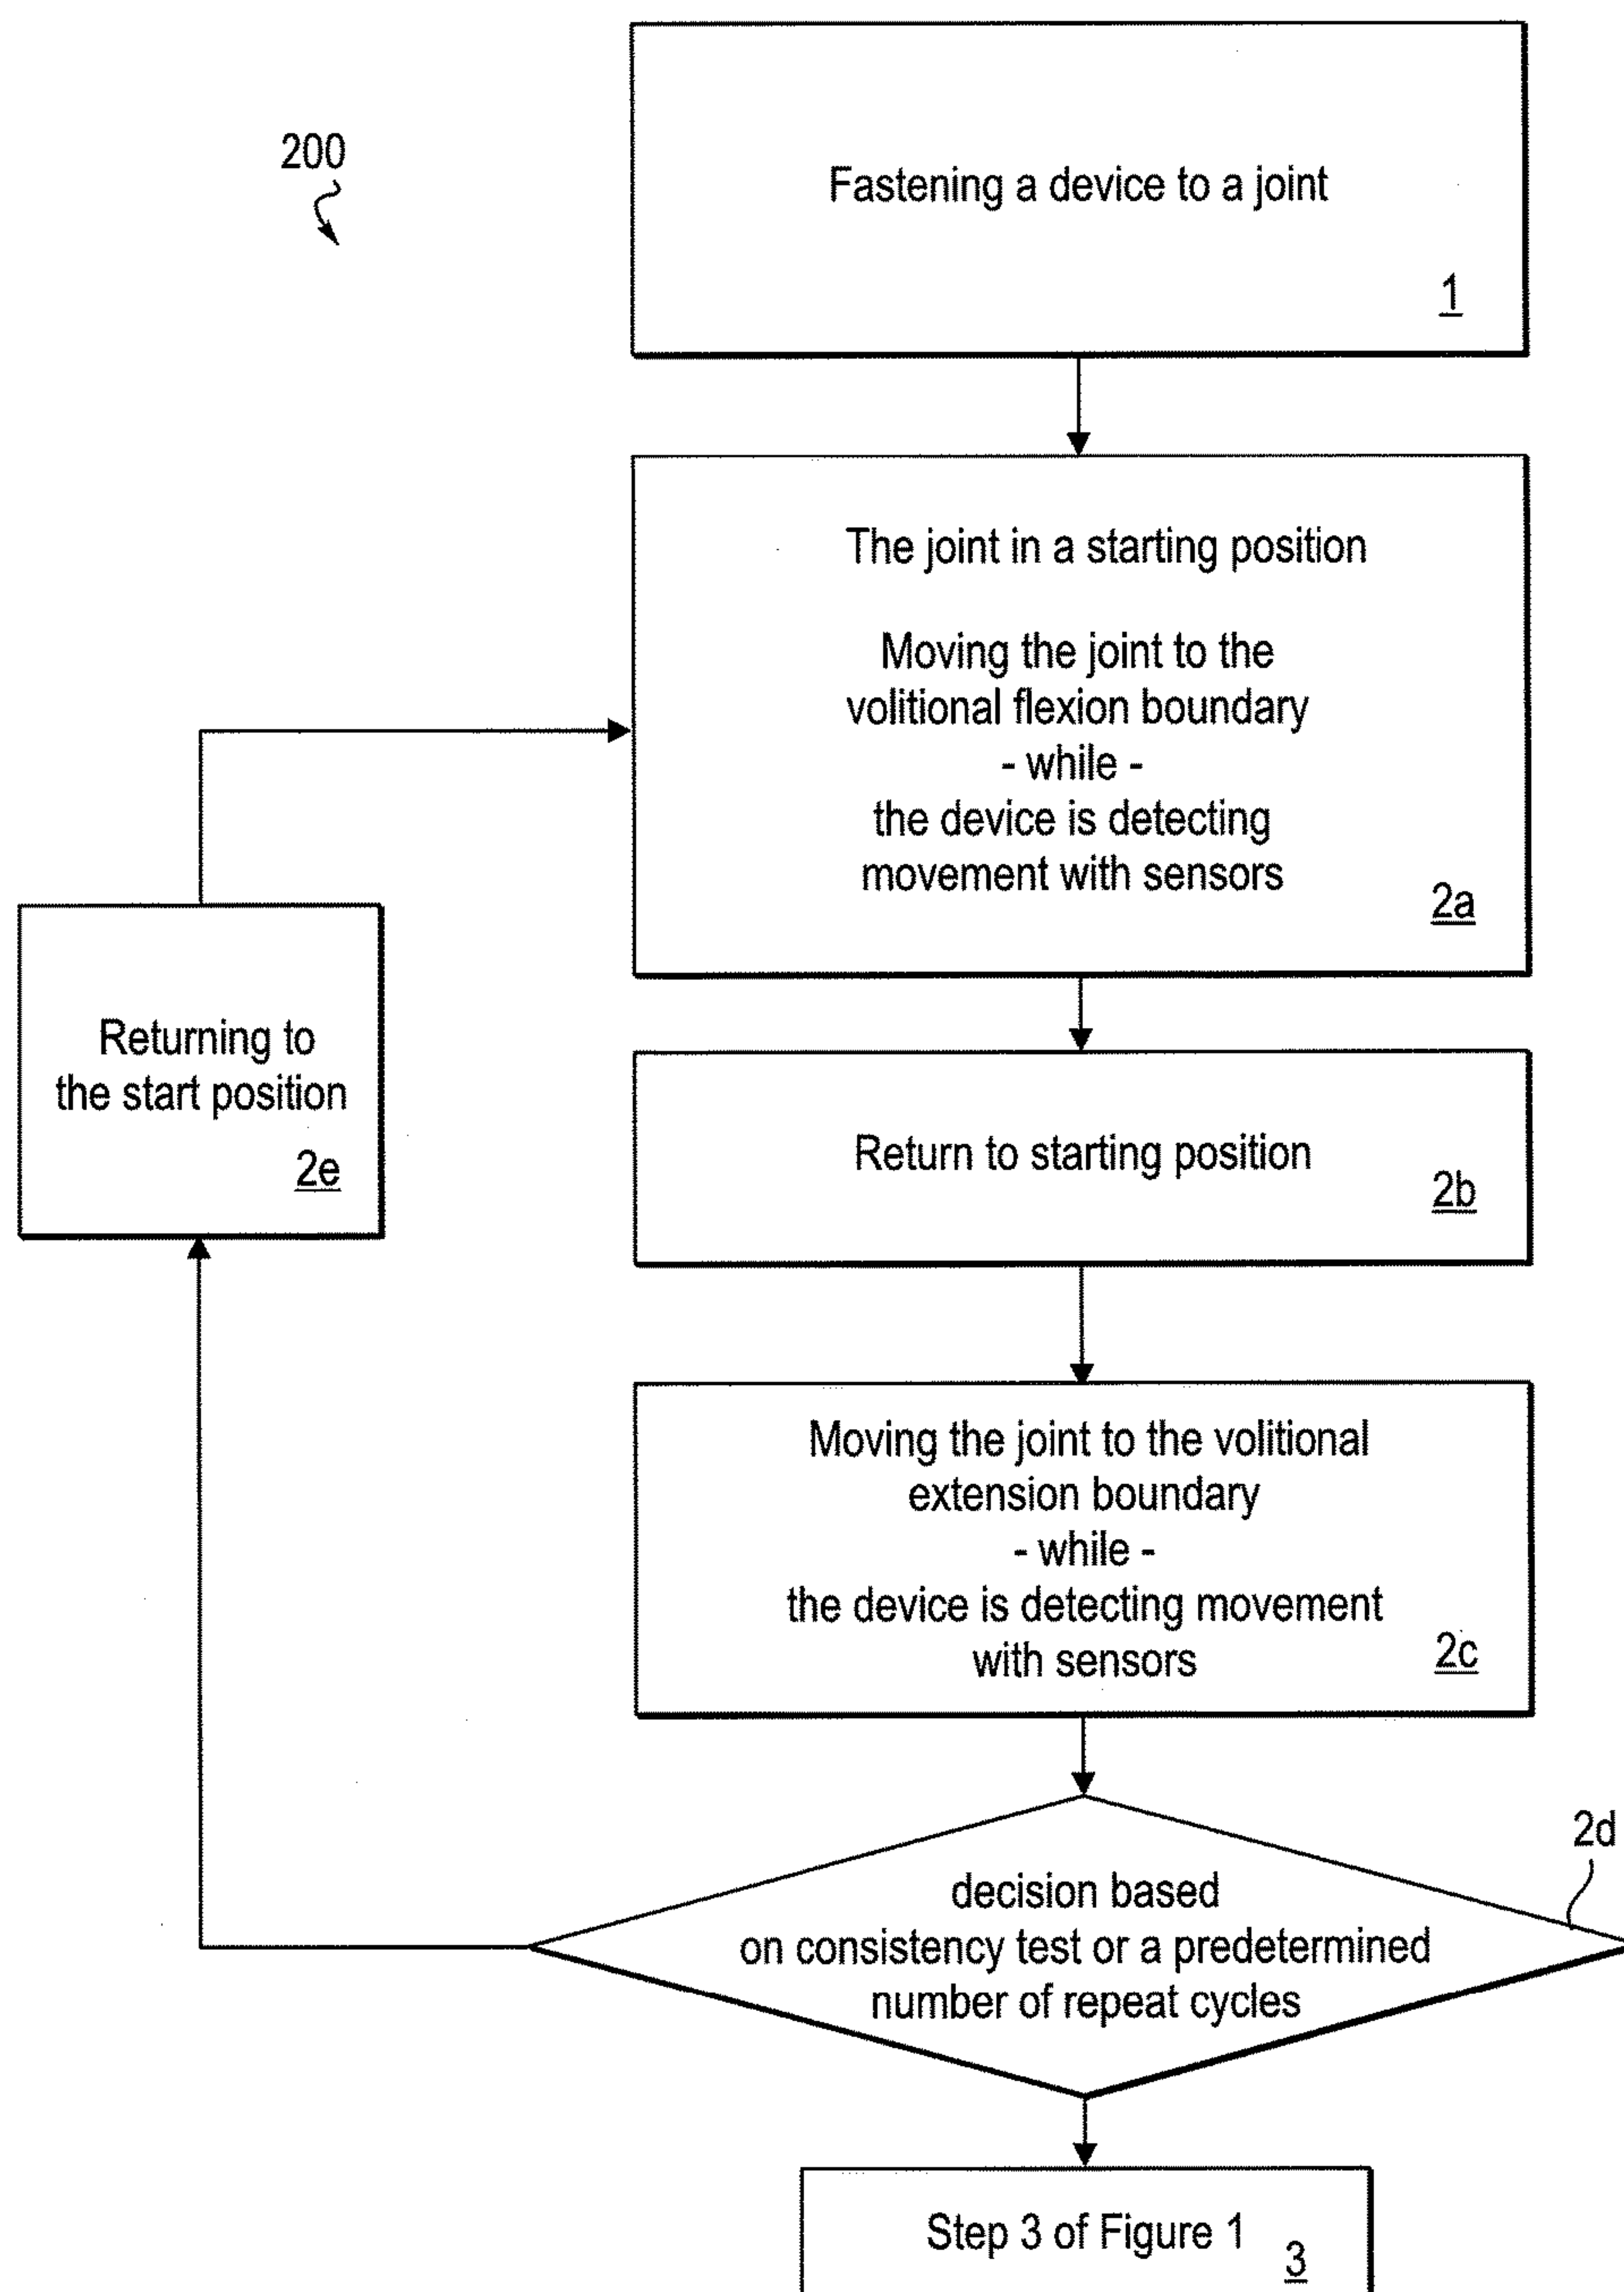 200
Fastening a device to a joint
1
The joint in a starting position
Moving the joint to the
volitional flexion boundary
- while -
the device is detecting
movement with sensors
2a
Returning to
the start position
2e
Return to starting position
2b
Moving the joint to the volitional
extension boundary
- while -
the device is detecting movement
with sensors
2c
2d
decision based
on consistency test or a predetermined
number of repeat cycles
Step 3 of Figure 1
3